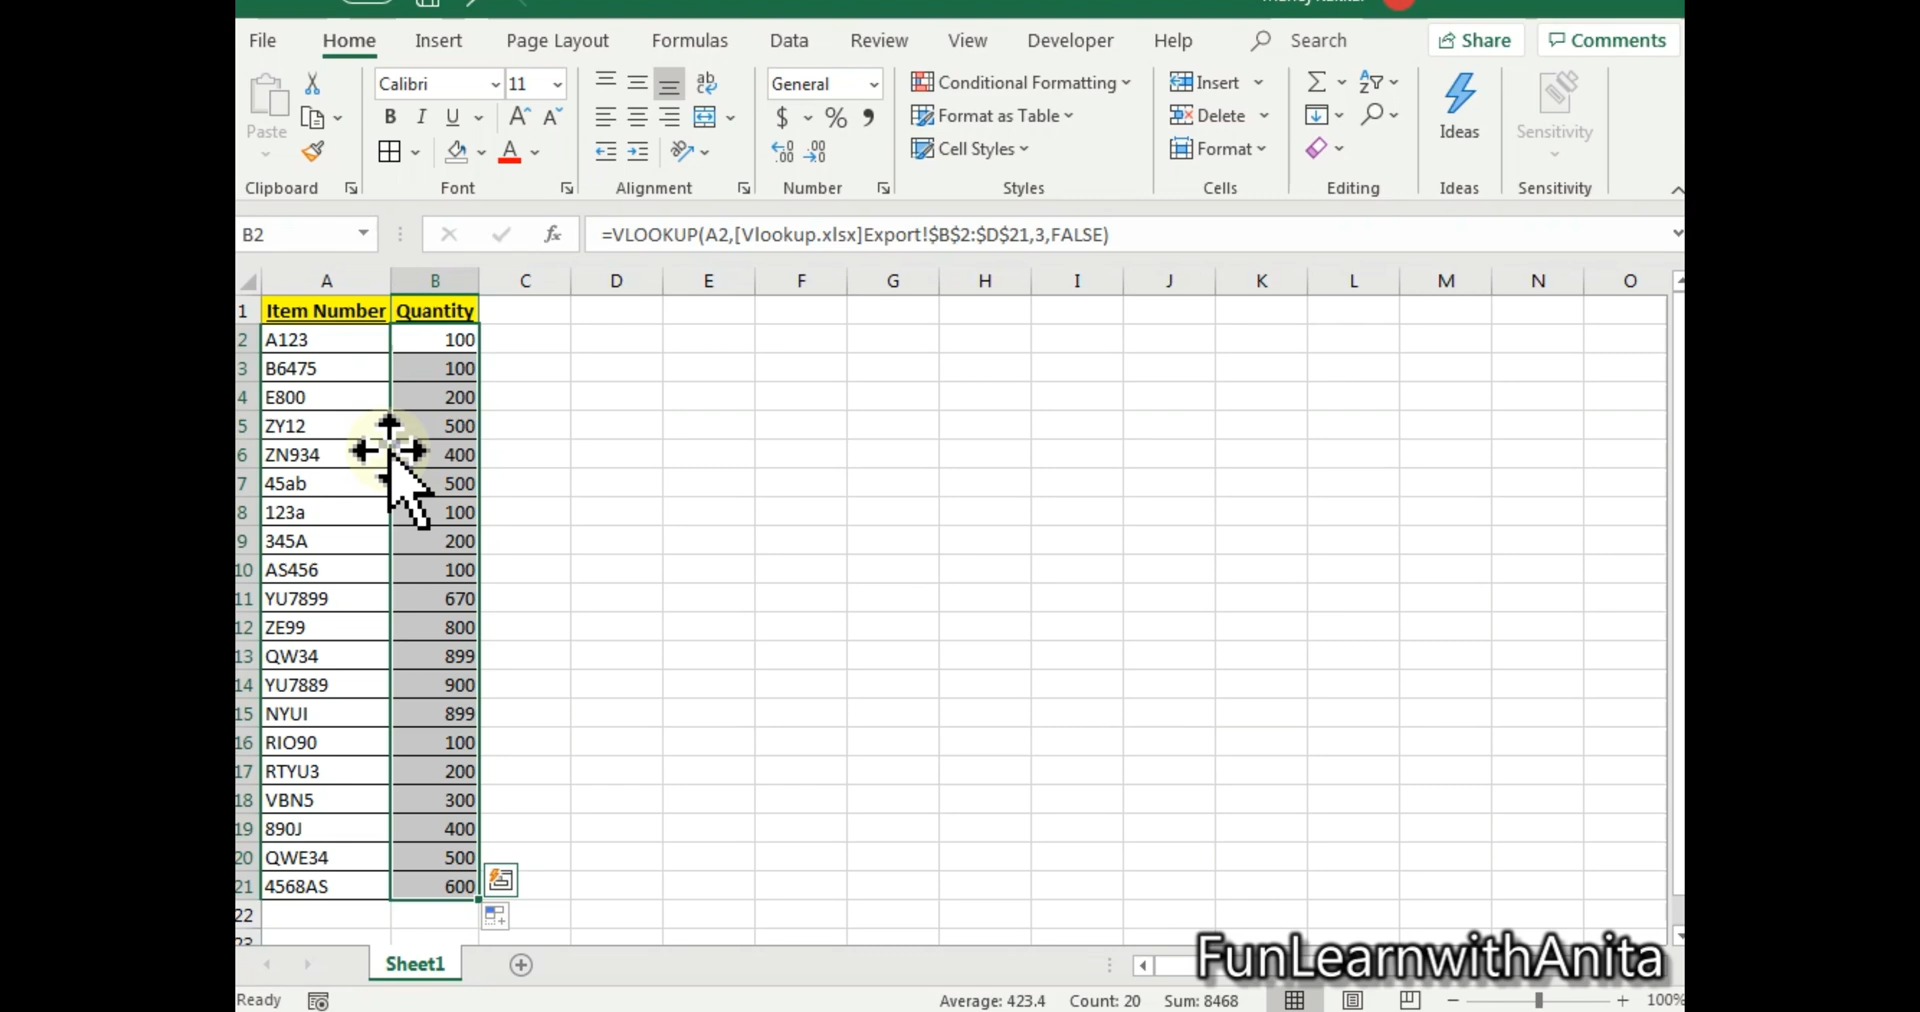 File Home Insert Page Layout Formulas Data Review View Developer Help Search Share Comments
Calibri 11 ab General Conditional Formatting Insert
Paste B I U A A $ % Format as Table Delete Ideas Sensitivity
A .00 .00 Cell Styles Format
Clipboard Font Alignment Number Styles Cells Editing Ideas Sensitivity
B2 fx =VLOOKUP(A2,[Vlookup.xlsx]Export!$B$2:$D$21,3,FALSE)
A B C D E F G H I J K L M N O
1 Item Number Quantity
2 A123 100
3 B6475 100
4 E800 200
5 ZY12 500
6 ZN934 400
7 45ab 500
8 123a 100
9 345A 200
10 AS456 100
11 YU7899 670
12 ZE99 800
13 QW34 899
14 YU7889 900
15 NYUI 899
16 RIO90 100
17 RTYU3 200
18 VBN5 300
19 890J 400
20 QWE34 500
21 4568AS 600
22
23
Sheet1
FunLearnwithAnita
Ready Average: 423.4 Count: 20 Sum: 8468 100%